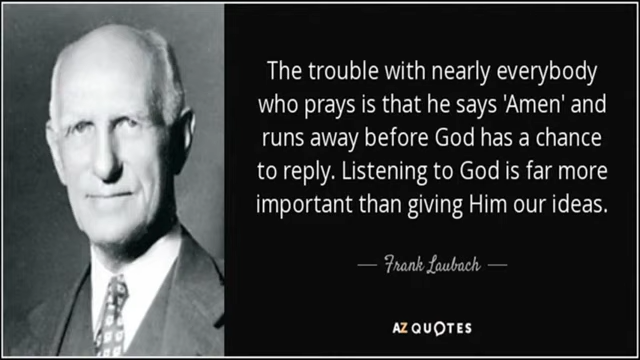 The trouble with nearly everybody
who prays is that he says 'Amen' and
runs away before God has a chance
to reply. Listening to God is far more
important than giving Him our ideas.
— Frank Laubach —
AZ QUOTES